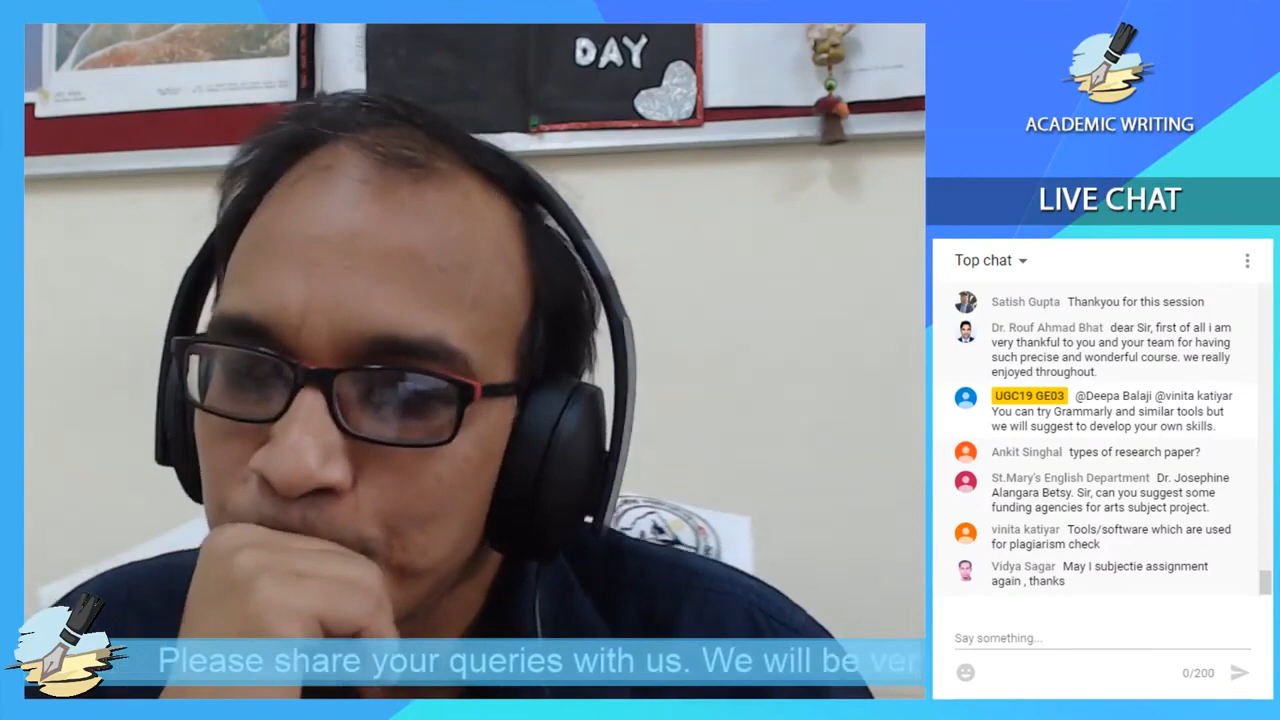 DAY
Please share your queries with us. We will be ver
ACADEMIC WRITING
LIVE CHAT
Top chat
Satish Gupta Thankyou for this session
Dr. Rouf Ahmad Bhat dear Sir, first of all i am
very thankful to you and your team for having
such precise and wonderful course. we really
enjoyed throughout.
UGC19 GE03 @Deepa Balaji @vinita katiyar
You can try Grammarly and similar tools but
we will suggest to develop your own skills.
Ankit Singhal types of research paper?
St.Mary's English Department Dr. Josephine
Alangara Betsy. Sir, can you suggest some
funding agencies for arts subject project.
vinita katiyar Tools/software which are used
for plagiarism check
Vidya Sagar May I subjectie assignment
again , thanks
Say something...
0/200